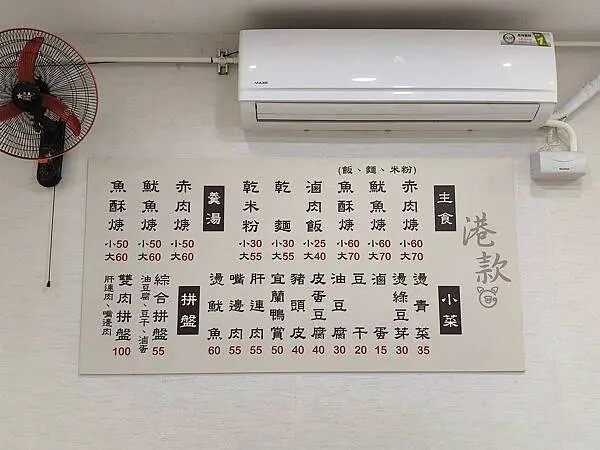 港款
(飯、麵、米粉)
主食
赤肉焿 小60 大70
魷魚焿 小60 大70
魚酥焿 小60 大70
滷肉飯 小25 大40
乾麵 小30 大55
乾米粉 小30 大55
羹湯
赤肉焿 小50 大60
魷魚焿 小50 大60
魚酥焿 小50 大60
小菜
燙青菜 35
燙綠豆芽 30
滷蛋 15
豆干 20
油豆腐 30
皮蛋豆腐 40
豬頭皮 40
宜蘭鴨賞 50
肝連肉 55
嘴邊肉 55
燙魷魚 60
拼盤
綜合拼盤 55
油豆腐、豆干、滷蛋
雙肉拼盤 100
肝連肉、嘴邊肉